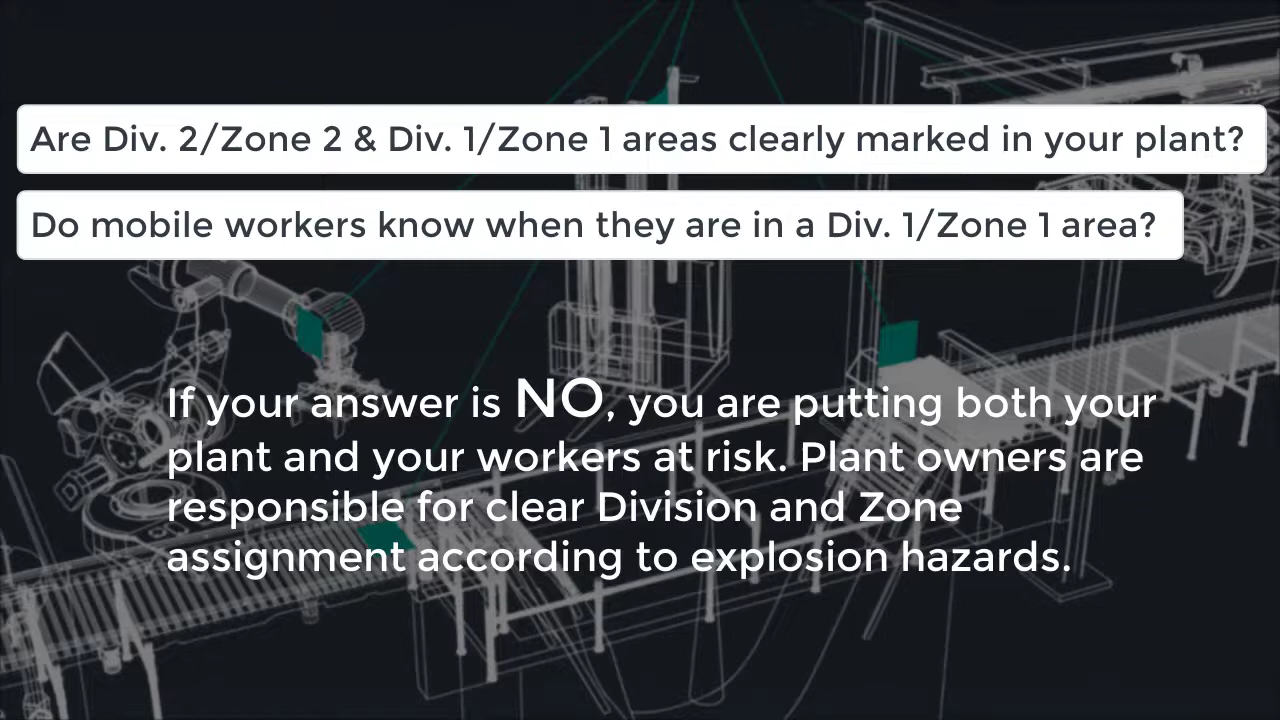 Are Div. 2/Zone 2 & Div. 1/Zone 1 areas clearly marked in your plant?
Do mobile workers know when they are in a Div. 1/Zone 1 area?
If your answer is NO, you are putting both your
plant and your workers at risk. Plant owners are
responsible for clear Division and Zone
assignment according to explosion hazards.